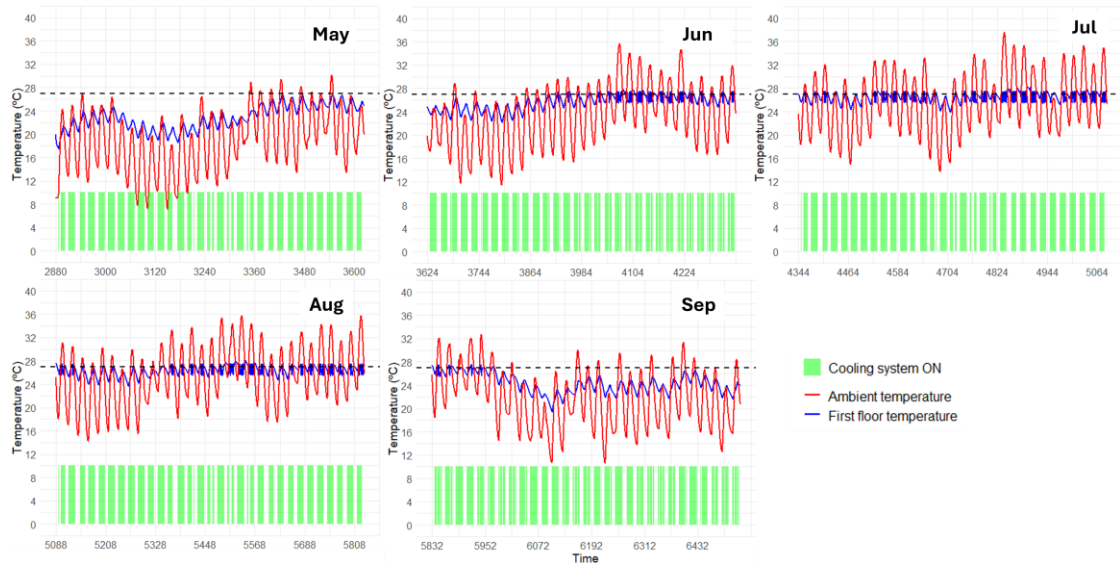 May
Temperature (ºC)
40
36
32
28
24
20
16
12
8
4
0
2880 3000 3120 3240 3360 3480 3600
Jun
Temperature (ºC)
40
36
32
28
24
20
16
12
8
4
0
3624 3744 3864 3984 4104 4224
Jul
Temperature (ºC)
40
36
32
28
24
20
16
12
8
4
0
4344 4464 4584 4704 4824 4944 5064
Aug
Temperature (ºC)
40
36
32
28
24
20
16
12
8
4
0
5088 5208 5328 5448 5568 5688 5808
Sep
Temperature (ºC)
40
36
32
28
24
20
16
12
8
4
0
5832 5952 6072 6192 6312 6432
Time
Cooling system ON
Ambient temperature
First floor temperature